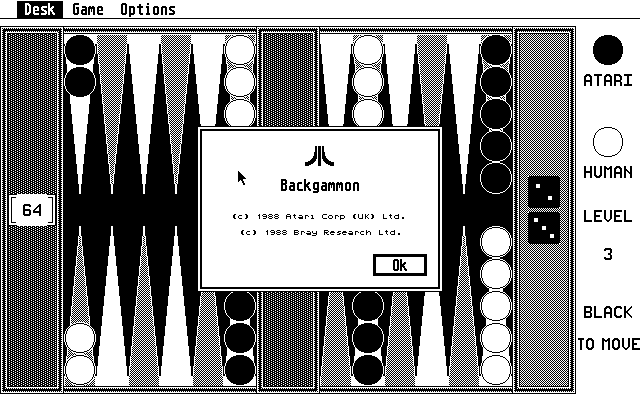 Desk Game Options
ATARI
HUMAN
LEVEL
3
BLACK
TO MOVE
64
Backgammon
(c) 1988 Atari Corp (UK) Ltd.
(c) 1988 Bray Research Ltd.
Ok